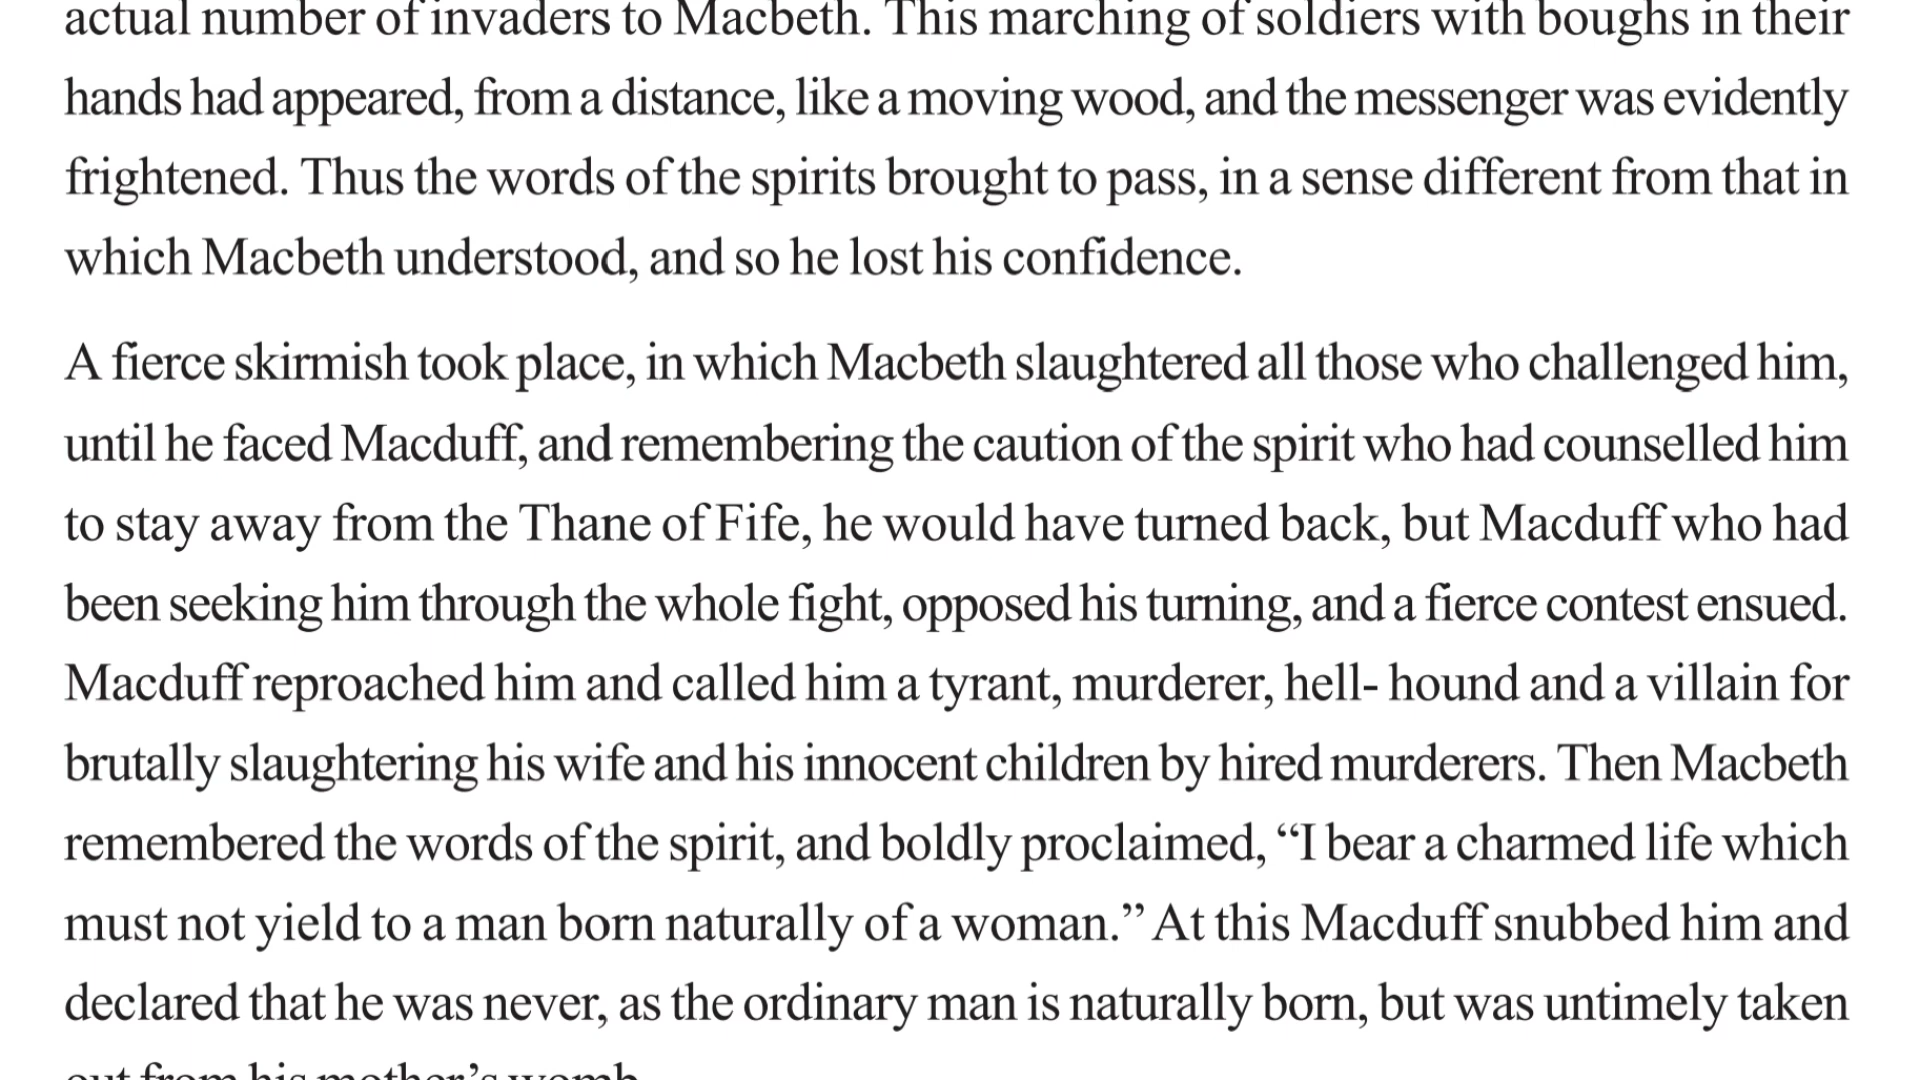 actual number of invaders to Macbeth. This marching of soldiers with boughs in their
hands had appeared, from a distance, like a moving wood, and the messenger was evidently
frightened. Thus the words of the spirits brought to pass, in a sense different from that in
which Macbeth understood, and so he lost his confidence.
A fierce skirmish took place, in which Macbeth slaughtered all those who challenged him,
until he faced Macduff, and remembering the caution of the spirit who had counselled him
to stay away from the Thane of Fife, he would have turned back, but Macduff who had
been seeking him through the whole fight, opposed his turning, and a fierce contest ensued.
Macduff reproached him and called him a tyrant, murderer, hell- hound and a villain for
brutally slaughtering his wife and his innocent children by hired murderers. Then Macbeth
remembered the words of the spirit, and boldly proclaimed, “I bear a charmed life which
must not yield to a man born naturally of a woman.” At this Macduff snubbed him and
declared that he was never, as the ordinary man is naturally born, but was untimely taken
out from his mother’s womb.